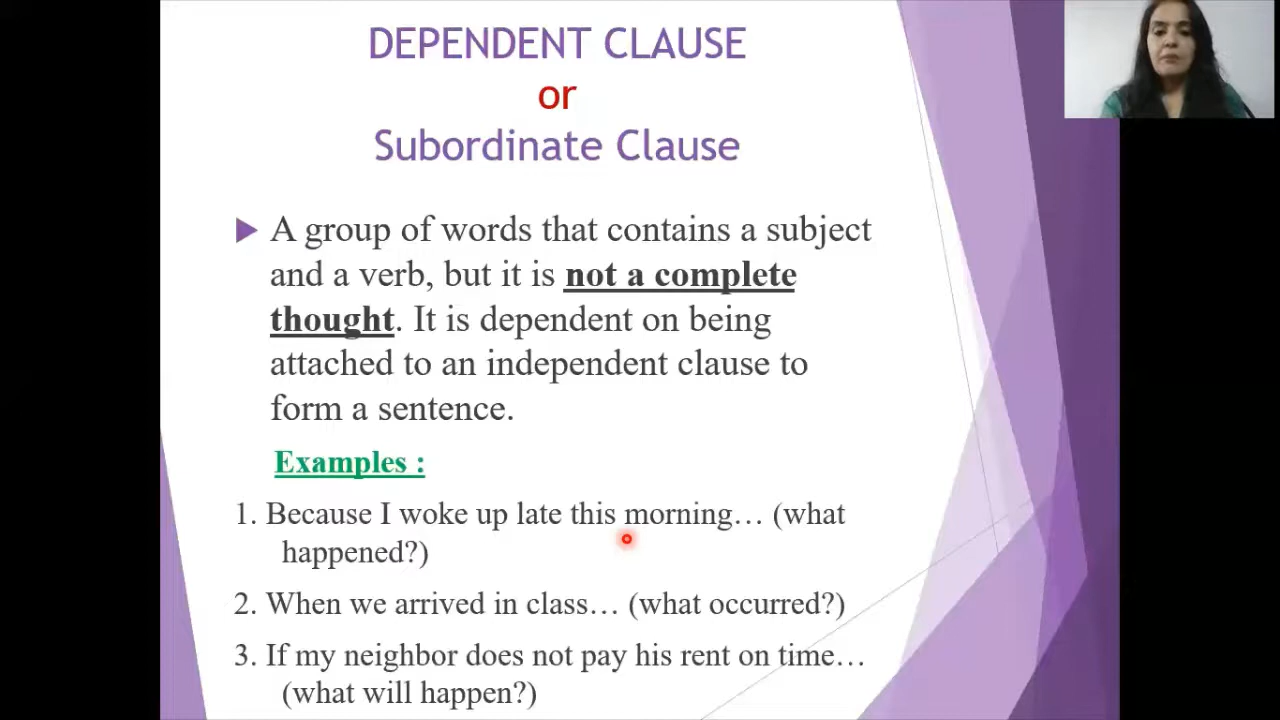 DEPENDENT CLAUSE
or
Subordinate Clause
A group of words that contains a subject
and a verb, but it is not a complete
thought. It is dependent on being
attached to an independent clause to
form a sentence.
Examples :
1. Because I woke up late this morning… (what
happened?)
2. When we arrived in class… (what occurred?)
3. If my neighbor does not pay his rent on time…
(what will happen?)